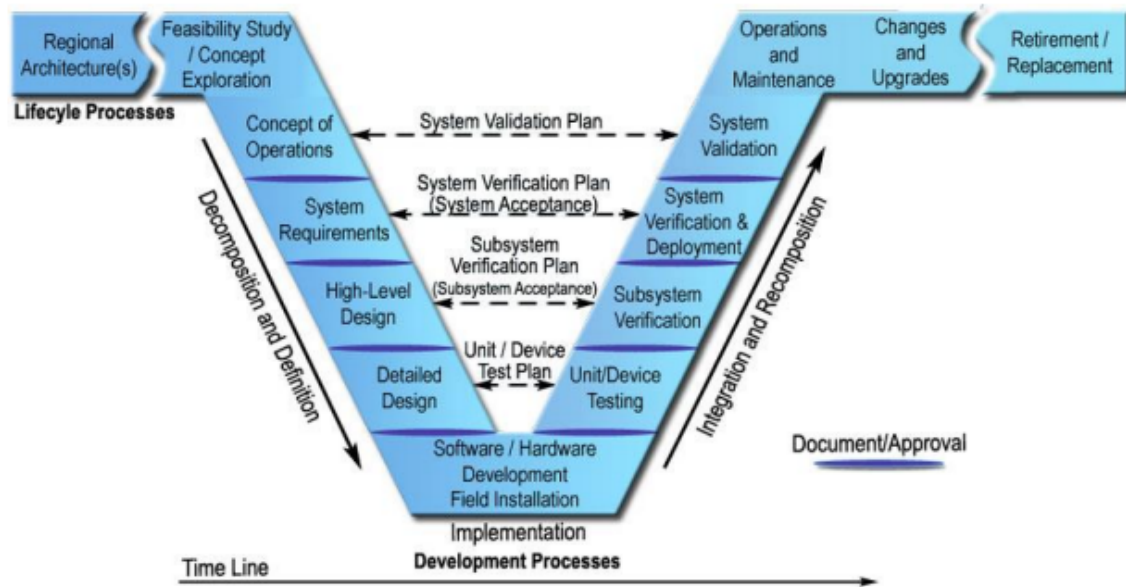 Regional
Architecture(s)
Feasibility Study
/ Concept
Exploration
Operations
and
Maintenance
Changes
and
Upgrades
Retirement /
Replacement
Lifecyle Processes
Concept of
Operations
System Validation Plan
System
Validation
System
Requirements
System Verification Plan
(System Acceptance)
System
Verification &
Deployment
High-Level
Design
Subsystem
Verification Plan
(Subsystem Acceptance)
Subsystem
Verification
Detailed
Design
Unit / Device
Test Plan
Unit/Device
Testing
Decomposition and Definition
Integration and Recomposition
Software / Hardware
Development
Field Installation
Document/Approval
Implementation
Development Processes
Time Line